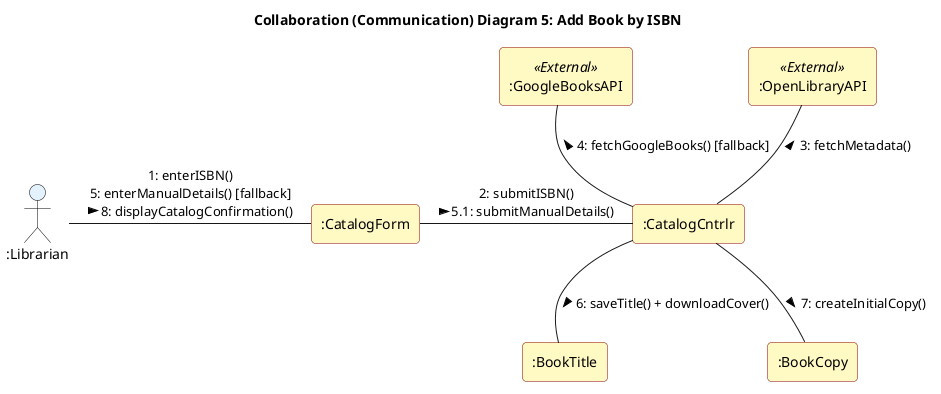 Collaboration (Communication) Diagram 5: Add Book by ISBN
«External»
:GoogleBooksAPI
«External»
:OpenLibraryAPI
4: fetchGoogleBooks() [fallback]
3: fetchMetadata()
1: enterISBN()
5: enterManualDetails() [fallback]
8: displayCatalogConfirmation()
2: submitISBN()
5.1: submitManualDetails()
:Librarian
:CatalogForm
:CatalogCntrlr
6: saveTitle() + downloadCover()
7: createInitialCopy()
:BookTitle
:BookCopy